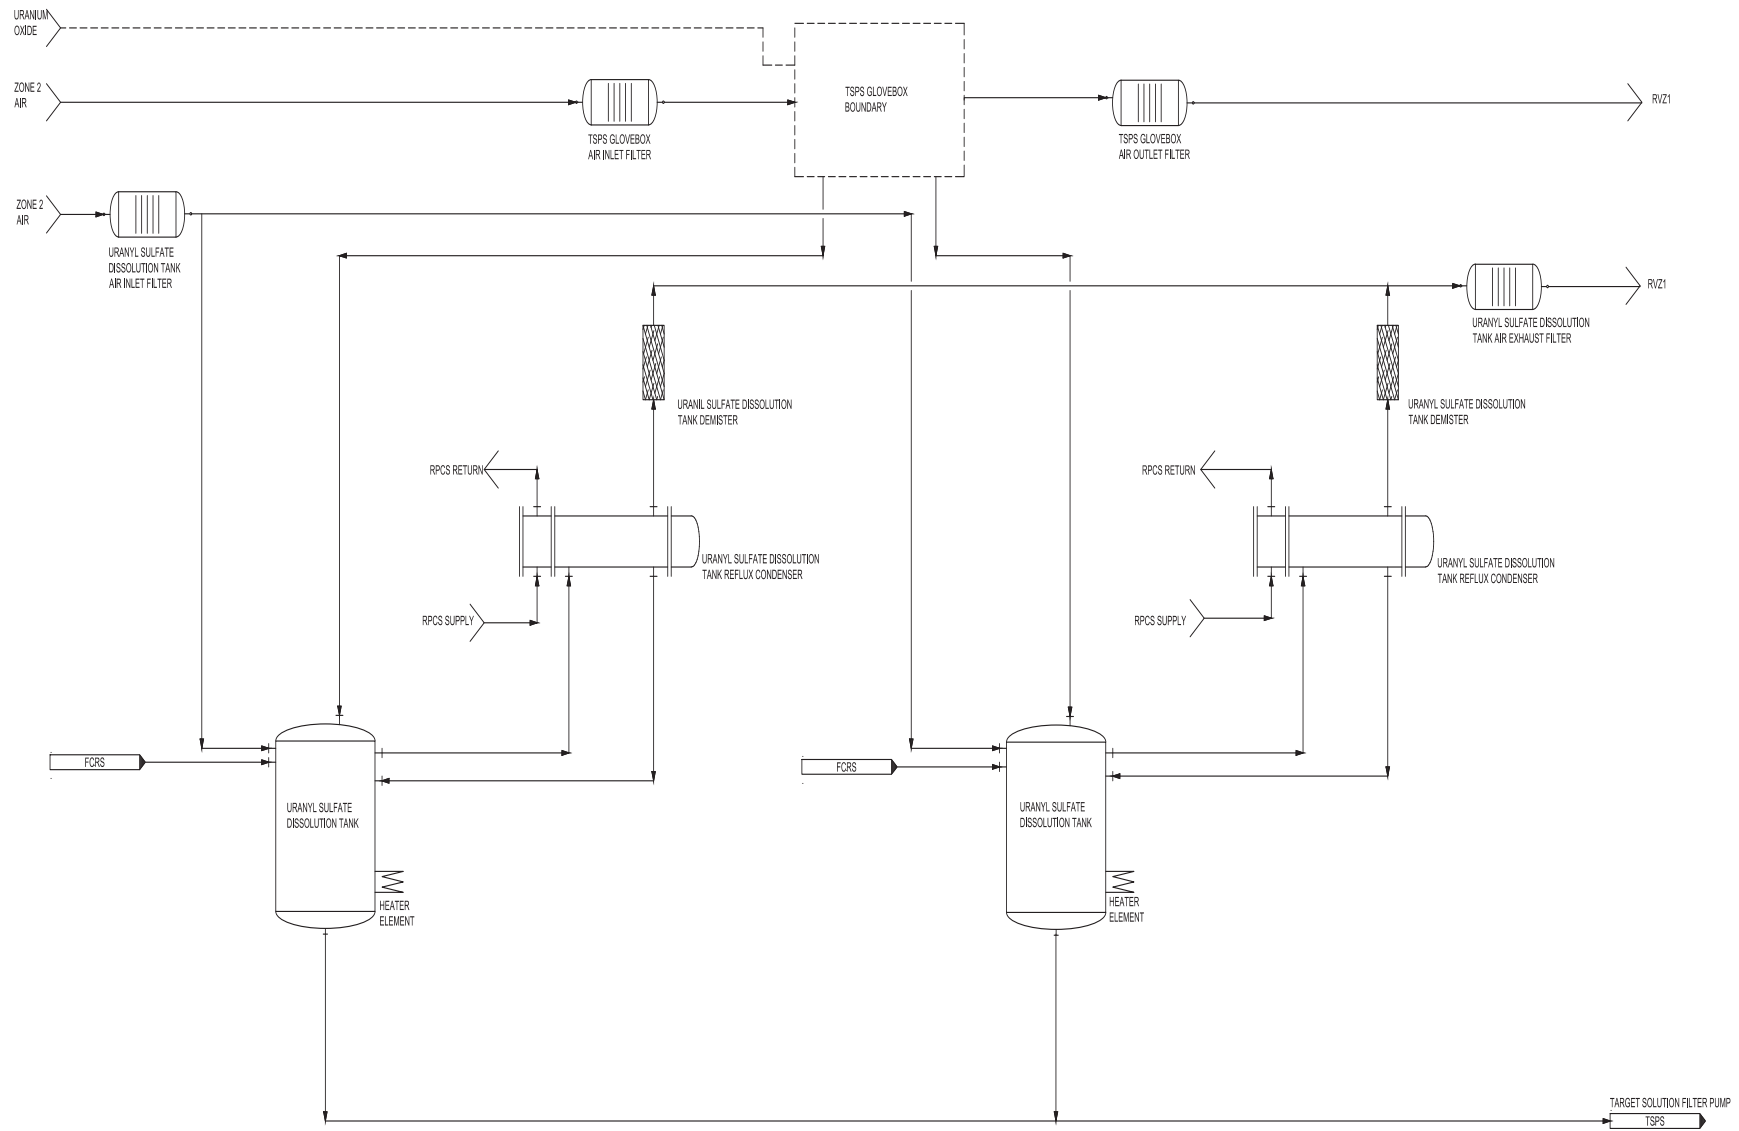 URANIUM
OXIDE
ZONE 2
AIR
TSPS GLOVEBOX
AIR INLET FILTER
TSPS GLOVEBOX
BOUNDARY
TSPS GLOVEBOX
AIR OUTLET FILTER
RVZ1
ZONE 2
AIR
URANYL SULFATE
DISSOLUTION TANK
AIR INLET FILTER
RVZ1
URANYL SULFATE DISSOLUTION
TANK AIR EXHAUST FILTER
URANIL SULFATE DISSOLUTION
TANK DEMISTER
URANYL SULFATE DISSOLUTION
TANK DEMISTER
RPCS RETURN
RPCS RETURN
URANYL SULFATE DISSOLUTION
TANK REFLUX CONDENSER
URANYL SULFATE DISSOLUTION
TANK REFLUX CONDENSER
RPCS SUPPLY
RPCS SUPPLY
FCRS
FCRS
URANYL SULFATE
DISSOLUTION TANK
URANYL SULFATE
DISSOLUTION TANK
HEATER
ELEMENT
HEATER
ELEMENT
TARGET SOLUTION FILTER PUMP
TSPS